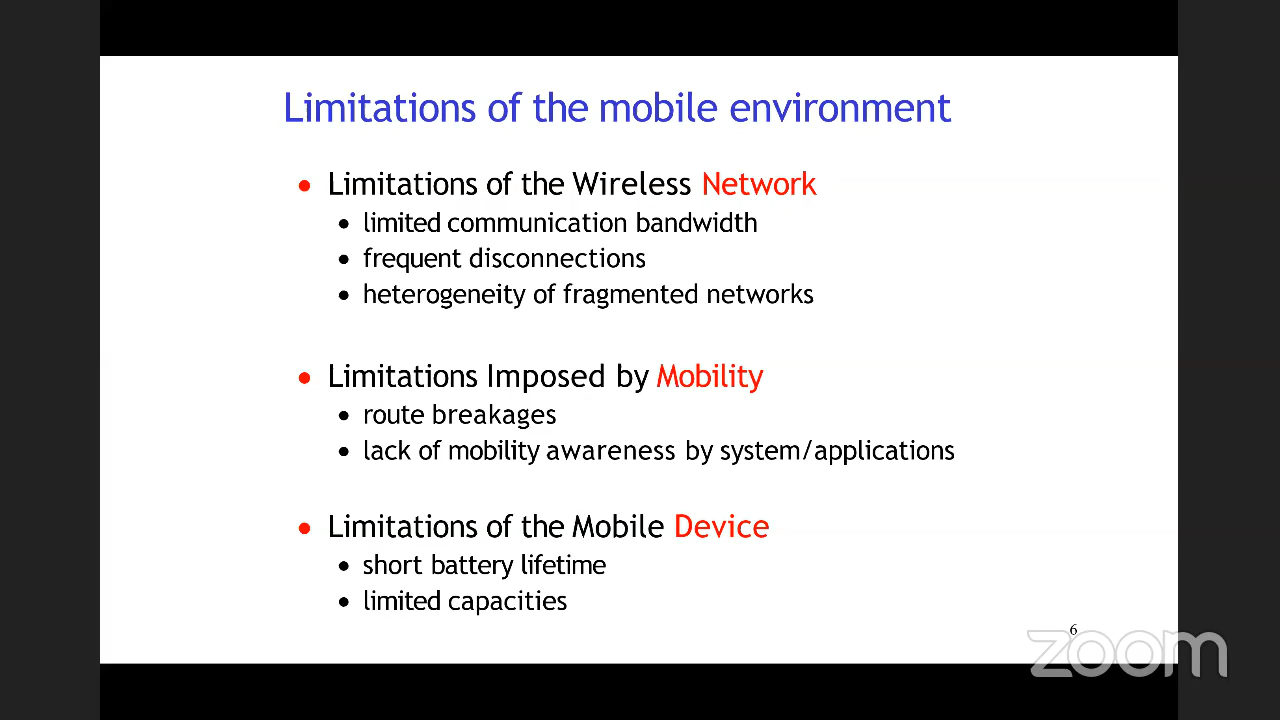 Limitations of the mobile environment
• Limitations of the Wireless Network
• limited communication bandwidth
• frequent disconnections
• heterogeneity of fragmented networks
• Limitations Imposed by Mobility
• route breakages
• lack of mobility awareness by system/applications
• Limitations of the Mobile Device
• short battery lifetime
• limited capacities
6
zoom